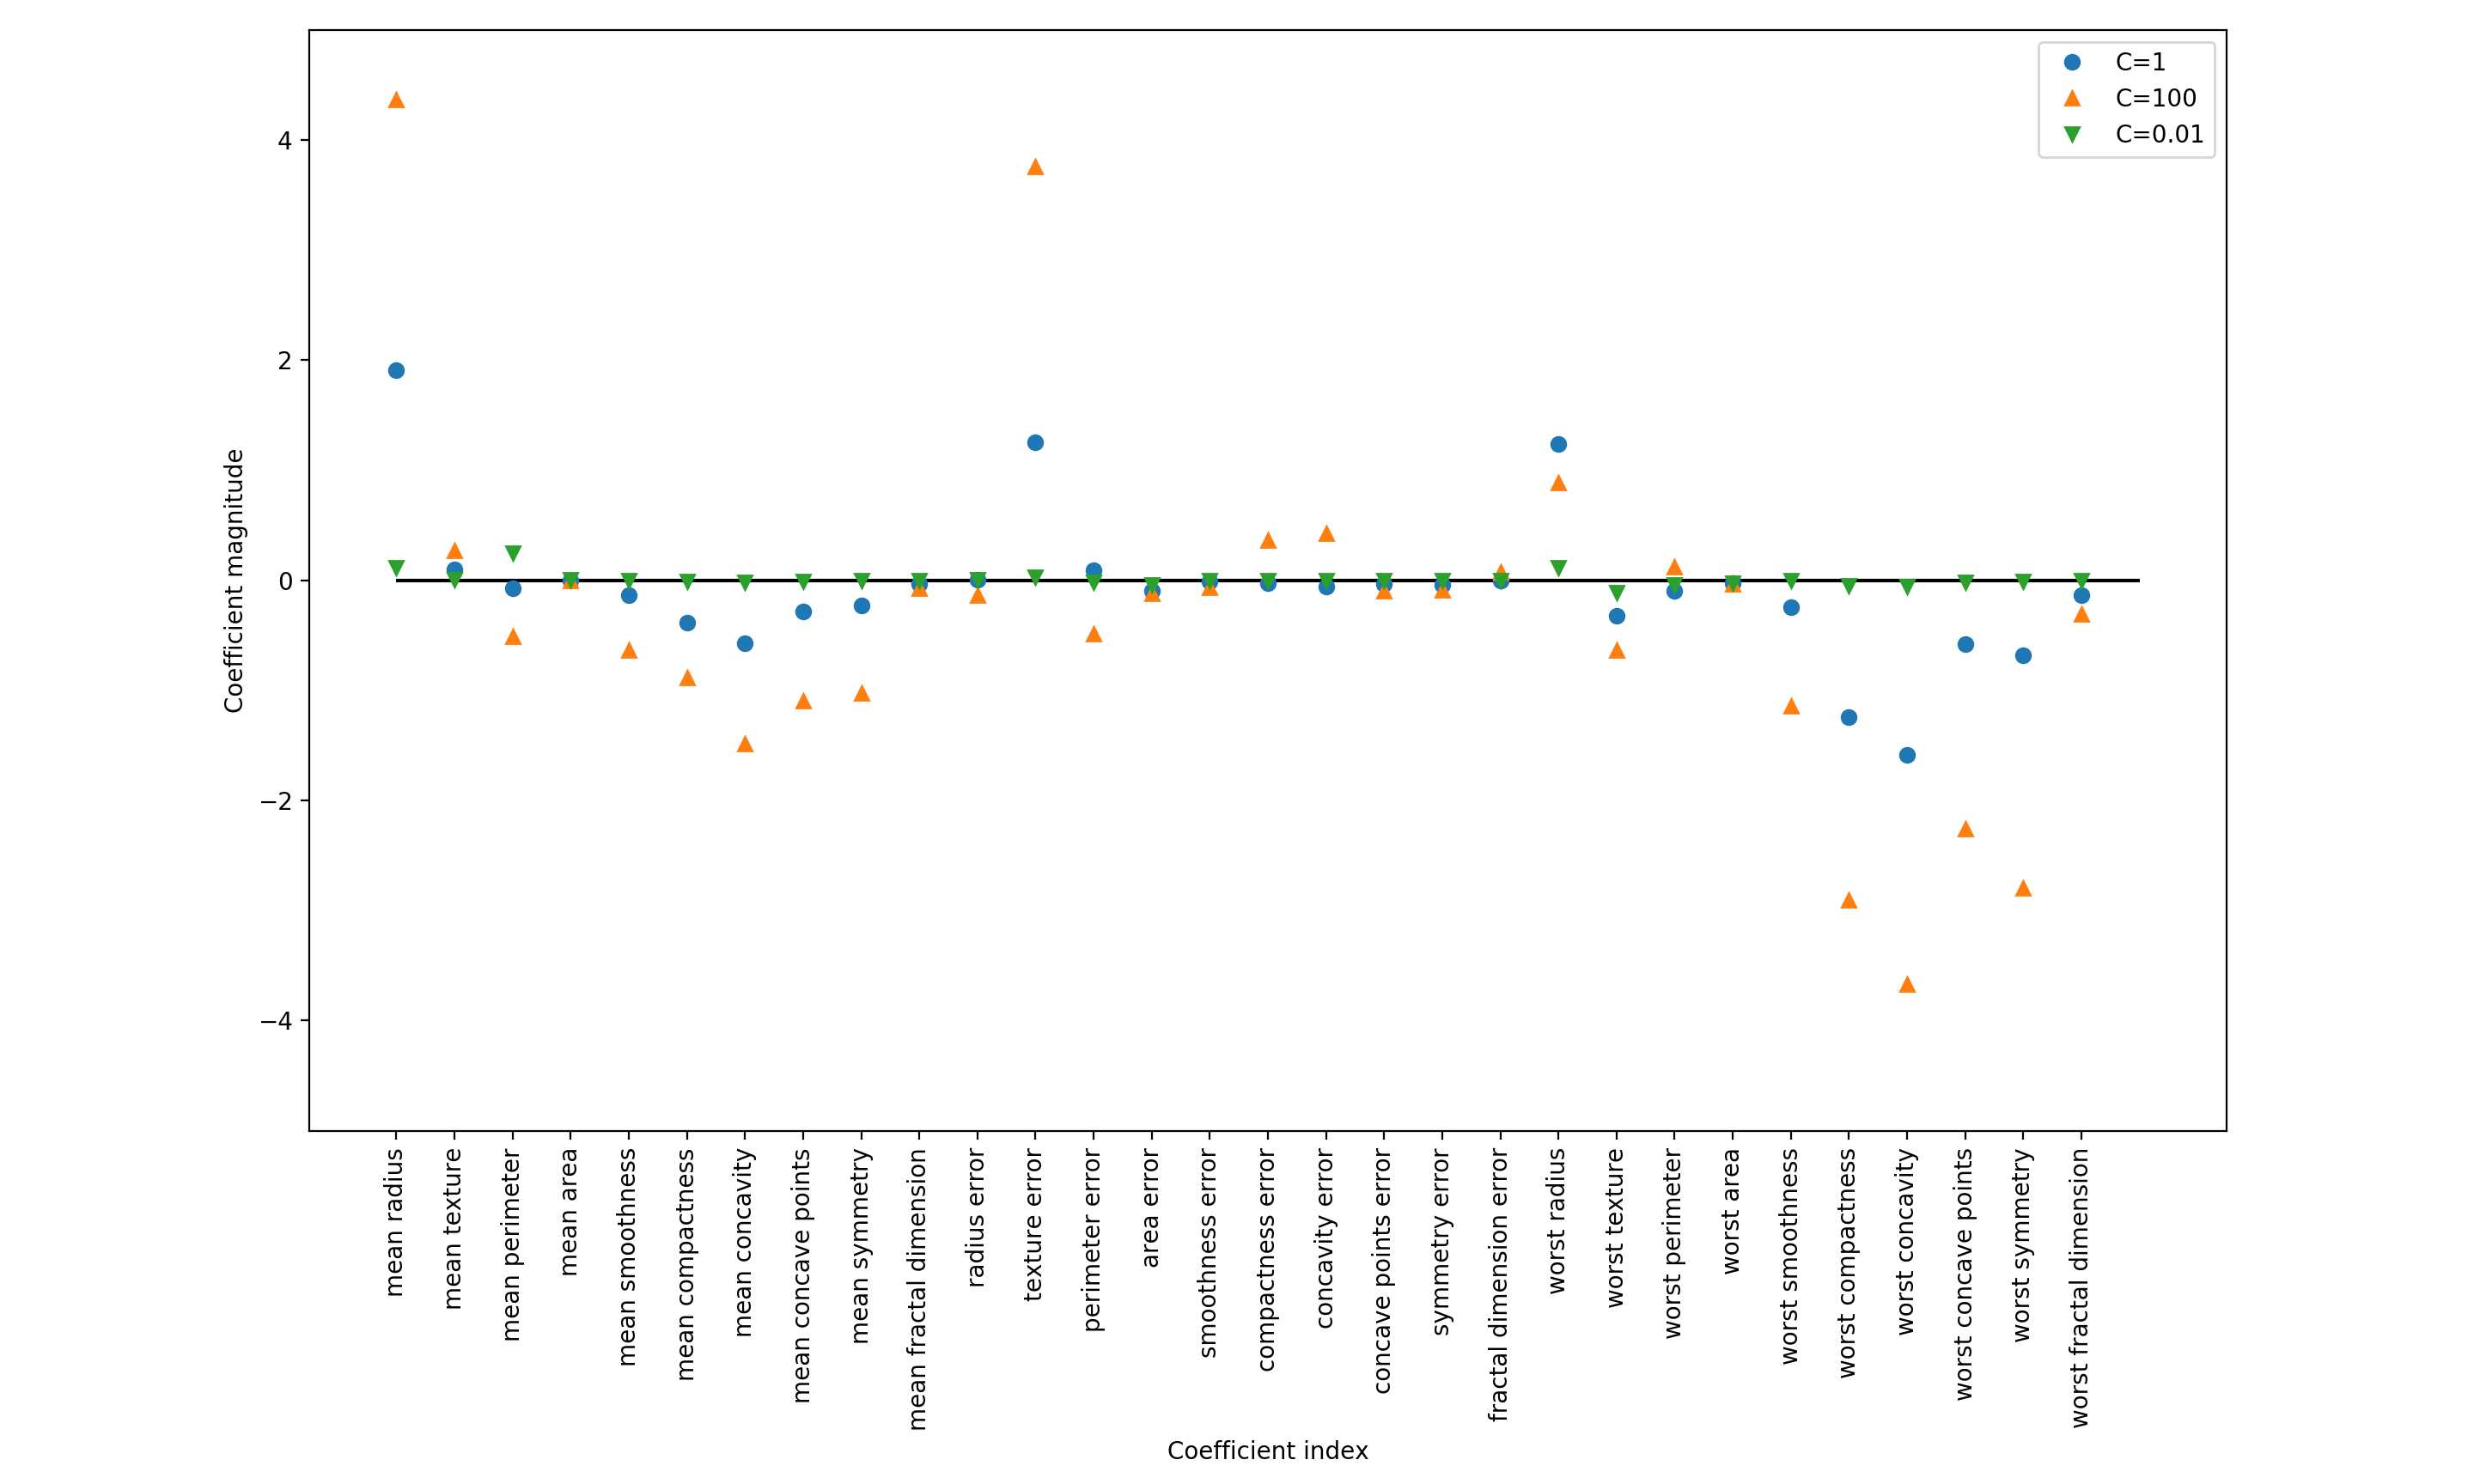 C=1
C=100
C=0.01
4
2
0
−2
−4
Coefficient magnitude
mean radius
mean texture
mean perimeter
mean area
mean smoothness
mean compactness
mean concavity
mean concave points
mean symmetry
mean fractal dimension
radius error
texture error
perimeter error
area error
smoothness error
compactness error
concavity error
concave points error
symmetry error
fractal dimension error
worst radius
worst texture
worst perimeter
worst area
worst smoothness
worst compactness
worst concavity
worst concave points
worst symmetry
worst fractal dimension
Coefficient index